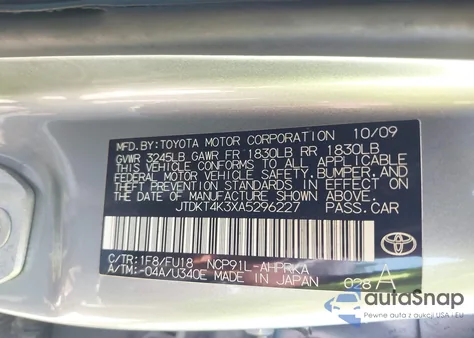 MFD. BY: TOYOTA MOTOR CORPORATION 10/09
GVWR 3245LB GAWR FR 1830LB RR 1830LB
THIS VEHICLE CONFORMS TO ALL APPLICABLE
FEDERAL MOTOR VEHICLE SAFETY, BUMPER, AND
THEFT PREVENTION STANDARDS IN EFFECT ON
THE DATE OF MANUFACTURE SHOWN ABOVE.
JTDKT4K3XA5296227 PASS. CAR
C/TR: 1F8/FU18 NCP91L-AHPRKA
A/TM: -04A/U340E MADE IN JAPAN
028 A
TOYOTA
autoSnap
Pewne auta z aukcji USA i EU